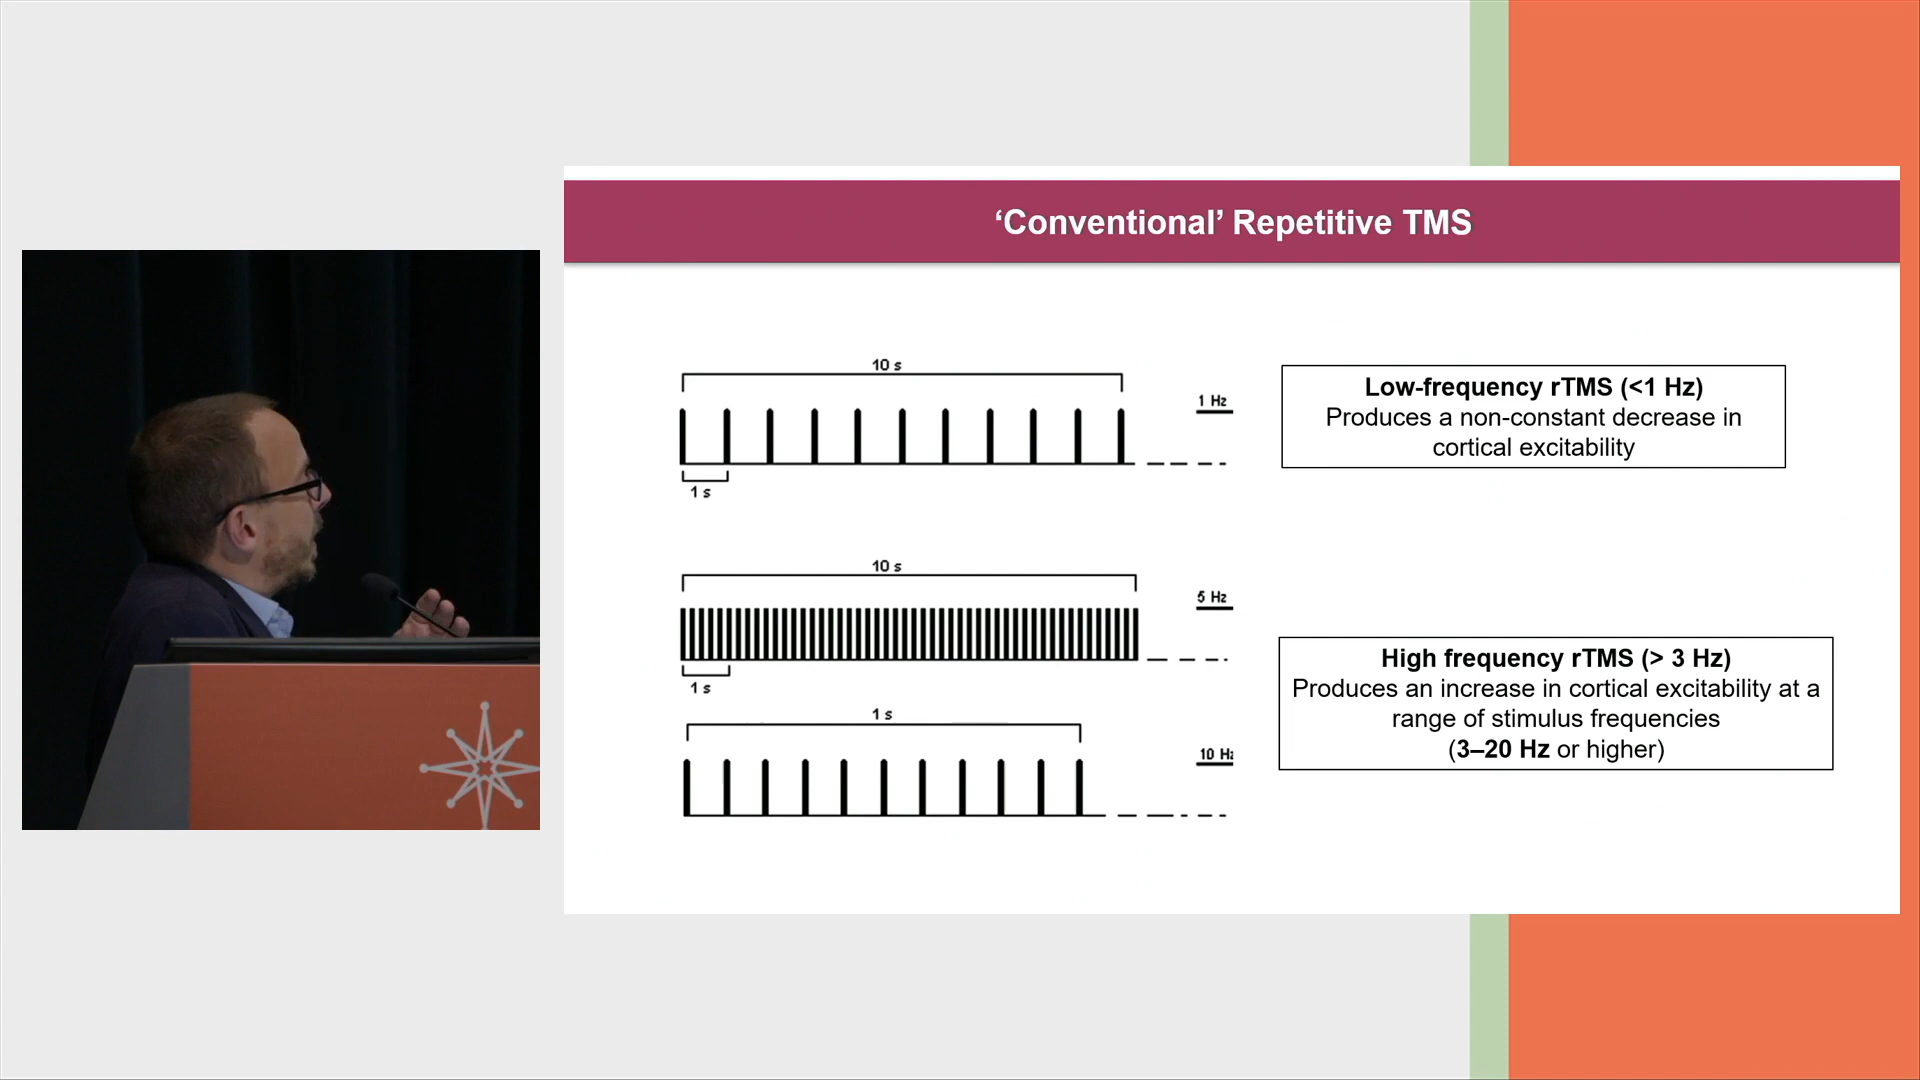 ‘Conventional’ Repetitive TMS
10 s
1 Hz
1 s
Low-frequency rTMS (<1 Hz)
Produces a non-constant decrease in
cortical excitability
10 s
5 Hz
1 s
1 s
10 Hz
High frequency rTMS (> 3 Hz)
Produces an increase in cortical excitability at a
range of stimulus frequencies
(3–20 Hz or higher)